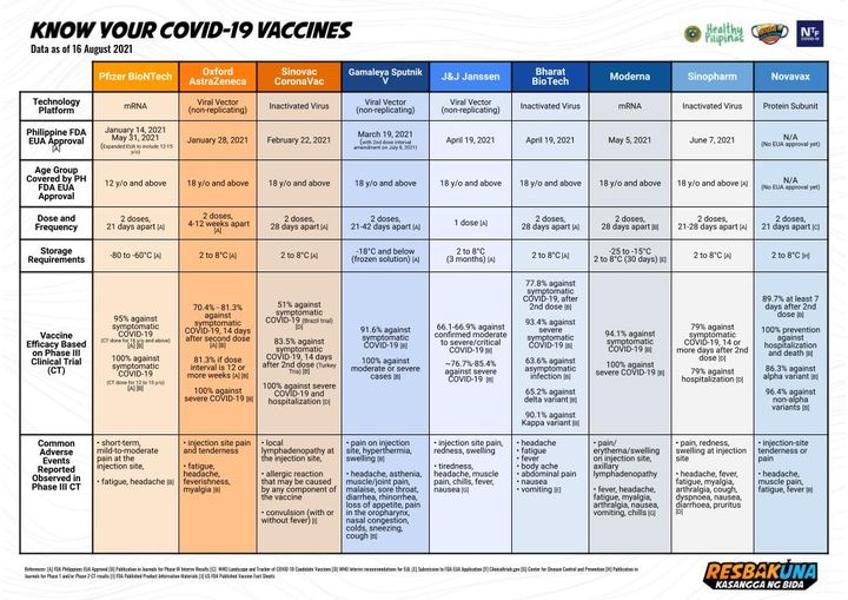 KNOW YOUR COVID-19 VACCINES
Data as of 16 August 2021
Healthy
Pilipinas
NTF
COVID-19
Pfizer BioNTech
Oxford
AstraZeneca
Sinovac
CoronaVac
Gamaleya Sputnik
V
J&J Janssen
Bharat
BioTech
Moderna
Sinopharm
Novavax
Technology
Platform
mRNA
Viral Vector
(non-replicating)
Inactivated Virus
Viral Vector
(non-replicating)
Viral Vector
(non-replicating)
Inactivated Virus
mRNA
Inactivated Virus
Protein Subunit
Philippine FDA
EUA Approval
[A]
January 14, 2021
May 31, 2021
(Expanded EUA to include 12-15
y/o)
January 28, 2021
February 22, 2021
March 19, 2021
(with 2nd dose interval
amendment on July 8, 2021)
April 19, 2021
April 19, 2021
May 5, 2021
June 7, 2021
N/A
(No EUA approval yet)
Age Group
Covered by PH
FDA EUA
Approval
12 y/o and above
18 y/o and above
18 y/o and above
18 y/o and above
18 y/o and above
18 y/o and above
18 y/o and above
18 y/o and above [A]
N/A
(No EUA approval yet)
Dose and
Frequency
2 doses,
21 days apart [A]
2 doses,
4-12 weeks apart
[A]
2 doses,
28 days apart [A]
2 doses,
21-42 days apart [A]
1 dose [A]
2 doses,
28 days apart [A]
2 doses,
28 days apart [B]
2 doses,
21-28 days apart [A]
2 doses,
21 days apart [C]
Storage
Requirements
-80 to -60°C [A]
2 to 8°C [A]
2 to 8°C [A]
-18°C and below
(frozen solution) [A]
2 to 8°C
(3 months) [A]
2 to 8°C [A]
-25 to -15°C
2 to 8°C (30 days) [E]
2 to 8°C [A]
2 to 8°C [H]
Vaccine
Efficacy Based
on Phase III
Clinical Trial
(CT)
95% against
symptomatic
COVID-19
(CT done for 16 y/o and above)
[A] [B]
100% against
symptomatic
COVID-19
(CT done for 12 to 15 y/o)
[A] [B]
70.4% - 81.3%
against
symptomatic
COVID-19, 14 days
after second dose
[A] [B]
81.3% if dose
interval is 12 or
more weeks [A] [B]
100% against
severe COVID-19 [B]
51% against
symptomatic
COVID-19 (Brazil trial)
[D]
83.5% against
symptomatic
COVID-19, 14 days
after 2nd dose (Turkey
Trial) [B]
100% against severe
COVID-19 and
hospitalization [D]
91.6% against
symptomatic
COVID-19 [B]
100% against
moderate or severe
cases [B]
66.1-66.9% against
confirmed moderate
to severe/critical
COVID-19 [B]
~76.7%-85.4%
against severe
COVID-19 [B]
77.8% against
symptomatic
COVID-19, after
2nd dose [B]
93.4% against
severe
symptomatic
COVID-19 [B]
63.6% against
asymptomatic
infection [B]
65.2% against
delta variant [B]
90.1% against
Kappa variant [B]
94.1% against
symptomatic
COVID-19 [B]
100% against
severe COVID-19 [B]
79% against
symptomatic
COVID-19, 14 or
more days after 2nd
dose [D]
79% against
hospitalization [D]
89.7% at least 7
days after 2nd
dose [B]
100% prevention
against
hospitalization
and death [B]
86.3% against
alpha variant [B]
96.4% against
non-alpha
variants [B]
Common
Adverse
Events
Reported
Observed in
Phase III CT
• short-term,
mild-to-moderate
pain at the
injection site,
• fatigue, headache [B]
• injection site pain
and tenderness
• fatigue,
headache,
feverishness,
myalgia [B]
• local
lymphadenopathy at
the injection site,
• allergic reaction
that may be caused
by any component of
the vaccine
• convulsion (with or
without fever) [I]
• pain on injection
site, hyperthermia,
swelling [B]
• headache, asthenia,
muscle/joint pain,
malaise, sore throat,
diarrhea, rhinorrhea,
loss of appetite, pain
in the oropharynx,
nasal congestion,
colds, sneezing,
cough [B]
• injection site pain,
redness, swelling
• tiredness,
headache, muscle
pain, chills, fever,
nausea [G]
• headache
• fatigue
• fever
• body ache
• abdominal pain
• nausea
• vomiting [F]
• pain/
erythema/swelling
on injection site,
axillary
lymphadenopathy
• fever, headache,
fatigue, myalgia,
arthralgia, nausea,
vomiting, chills [G]
• pain, redness,
swelling at injection
site
• headache, fever,
fatigue, myalgia,
arthralgia, cough,
dyspnoea, nausea,
diarrhoea, pruritus
[D]
• injection-site
tenderness or
pain
• headache,
muscle pain,
fatigue, fever [B]
References: [A] FDA Philippines EUA Approval [B] Publication in Journals for Phase III Interim Results [C] WHO Landscape and Tracker of COVID-19 Candidate Vaccines [D] WHO Interim recommendations for EUL [E] Submission to FDA EUA Application [F] Clinicaltrials.gov [G] Center for Disease Control and Prevention [H] Publication in
Journals for Phase 1 and/or Phase 2 CT results [I] FDA Published Product Information Materials [J] US FDA Published Vaccine Fact Sheets
RESBAKUNA
KASANGGA NG BIDA